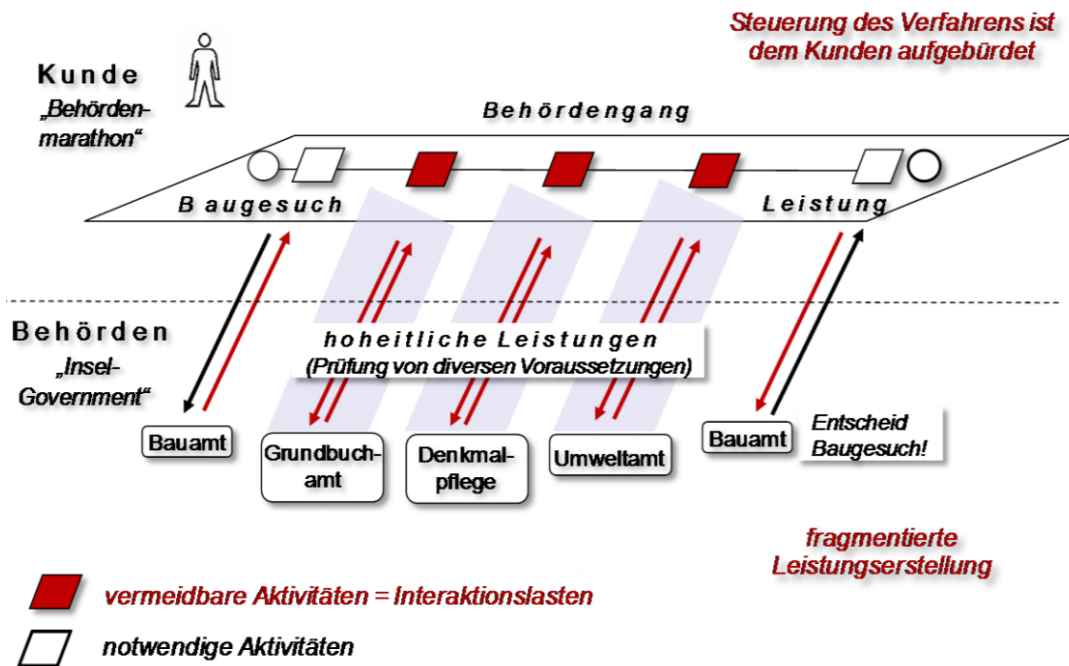 Steuerung des Verfahrens ist
dem Kunden aufgebürdet
Kunde
„Behörden-
marathon“
Behördengang
Baugesuch
Leistung
Behörden
„Insel-
Government“
hoheitliche Leistungen
(Prüfung von diversen Voraussetzungen)
Bauamt
Grundbuch-
amt
Denkmal-
pflege
Umweltamt
Bauamt
Entscheid
Baugesuch!
fragmentierte
Leistungserstellung
vermeidbare Aktivitäten = Interaktionslasten
notwendige Aktivitäten